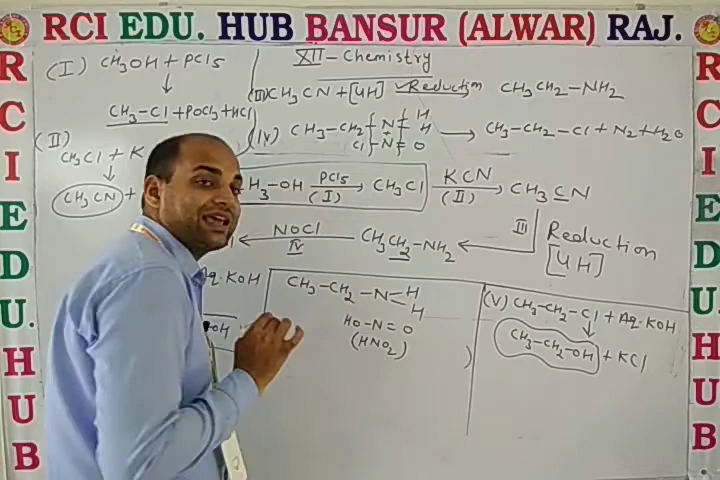 RCI EDU. HUB BANSUR (ALWAR) RAJ.
R
C
I
E
D
U.
H
U
B
XII - Chemistry
(I) CH3OH + PCl5
↓
CH3-Cl + POCl3 + HCl
(II)
CH3Cl + K
↓
CH3CN +
(III) CH3CN + [4H] Reduction → CH3CH2-NH2
(IV) CH3-CH2 N H H → CH3-CH2-Cl + N2 + H2O
Cl N = O
H3-OH PCl5 (I) → CH3Cl KCN (II) → CH3CN
III Reduction
[4H]
NOCl IV ← CH3CH2-NH2 ←
Aq. KOH
OH
CH3-CH2-N H
H
HO-N=O
(HNO2)
(V) CH3-CH2-Cl + Aq. KOH
↓
CH3-CH2-OH + KCl
R
C
I
E
D
U.
H
U
B